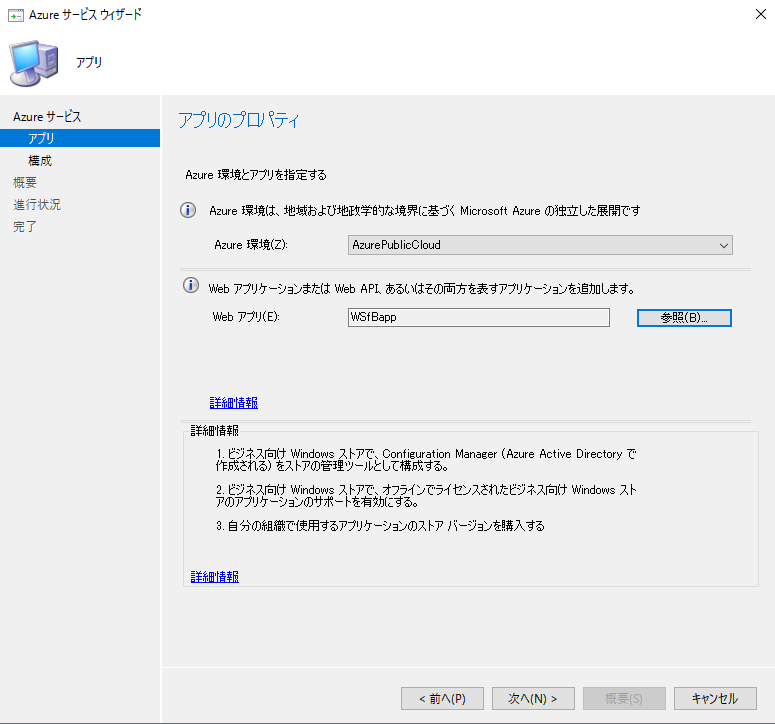 Azure サービス ウィザード
アプリ
Azure サービス
アプリ
構成
概要
進行状況
完了
アプリのプロパティ
Azure 環境とアプリを指定する
Azure 環境は、地域および地政学的な境界に基づく Microsoft Azure の独立した展開です
Azure 環境(Z):
AzurePublicCloud
Web アプリケーションまたは Web API、あるいはその両方を表すアプリケーションを追加します。
Web アプリ(E):
WSfBapp
参照(B)...
詳細情報
詳細情報
1. ビジネス向け Windows ストアで、Configuration Manager (Azure Active Directory で
作成される) をストアの管理ツールとして構成する。
2. ビジネス向け Windows ストアで、オフラインでライセンスされたビジネス向け Windows スト
アのアプリケーションのサポートを有効にする。
3. 自分の組織で使用するアプリケーションのストア バージョンを購入する
詳細情報
< 前へ(P)
次へ(N) >
概要(S)
キャンセル